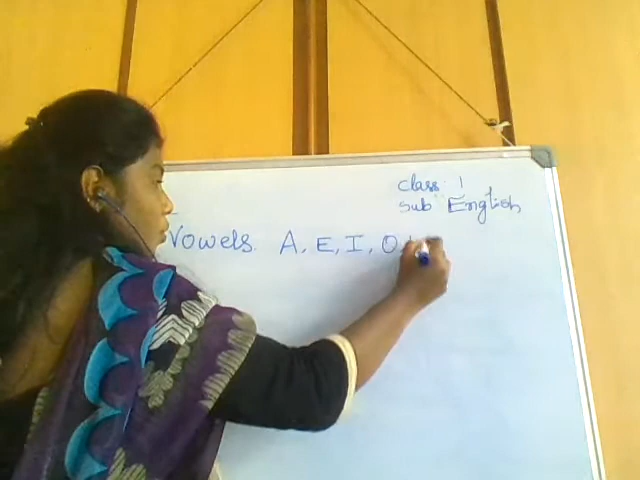 class: 1
sub: English
Vowels. A, E, I, O